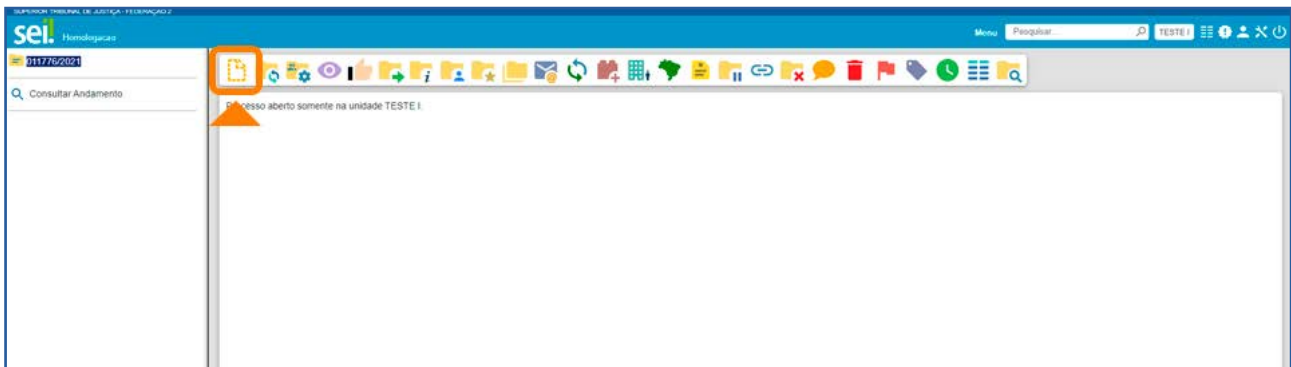 SUPERIOR TRIBUNAL DE JUSTIÇA - FEDERAÇÃO 2
sei! Homologacao
Menu Pesquisar... TESTE I
011776/2021
Consultar Andamento
aberto somente na unidade TESTE I.